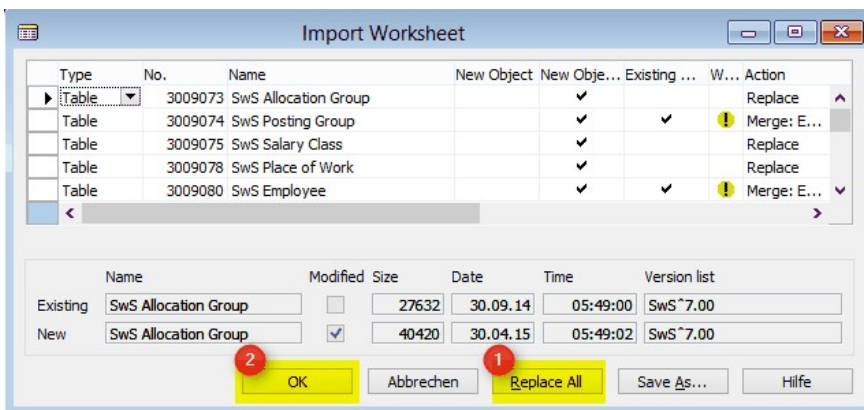 Import Worksheet
Type No. Name New Object New Obje... Existing ... W... Action
Table 3009073 SwS Allocation Group Replace
Table 3009074 SwS Posting Group Merge: E...
Table 3009075 SwS Salary Class Replace
Table 3009078 SwS Place of Work Replace
Table 3009080 SwS Employee Merge: E...
Name Modified Size Date Time Version list
Existing SwS Allocation Group 27632 30.09.14 05:49:00 SwS^7.00
New SwS Allocation Group 40420 30.04.15 05:49:02 SwS^7.00
2 1
OK Abbrechen Replace All Save As... Hilfe